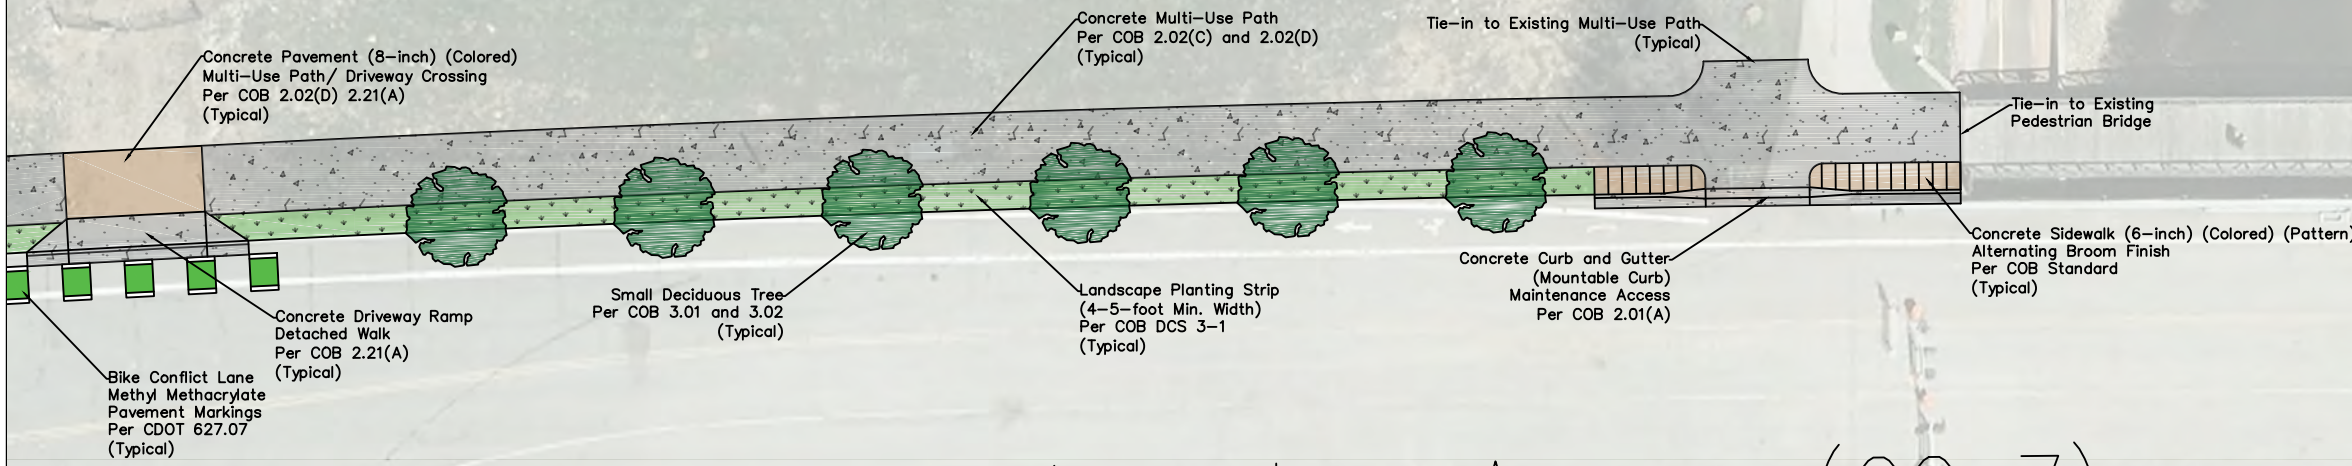 Concrete Pavement (8-inch) (Colored)
Multi-Use Path/ Driveway Crossing
Per COB 2.02(D) 2.21(A)
(Typical)
Concrete Multi-Use Path
Per COB 2.02(C) and 2.02(D)
(Typical)
Tie-in to Existing Multi-Use Path
(Typical)
Tie-in to Existing
Pedestrian Bridge
Concrete Sidewalk (6-inch) (Colored) (Pattern)
Alternating Broom Finish
Per COB Standard
(Typical)
Concrete Curb and Gutter
(Mountable Curb)
Maintenance Access
Per COB 2.01(A)
Landscape Planting Strip
(4-5-foot Min. Width)
Per COB DCS 3-1
(Typical)
Small Deciduous Tree
Per COB 3.01 and 3.02
(Typical)
Concrete Driveway Ramp
Detached Walk
Per COB 2.21(A)
(Typical)
Bike Conflict Lane
Methyl Methacrylate
Pavement Markings
Per CDOT 627.07
(Typical)